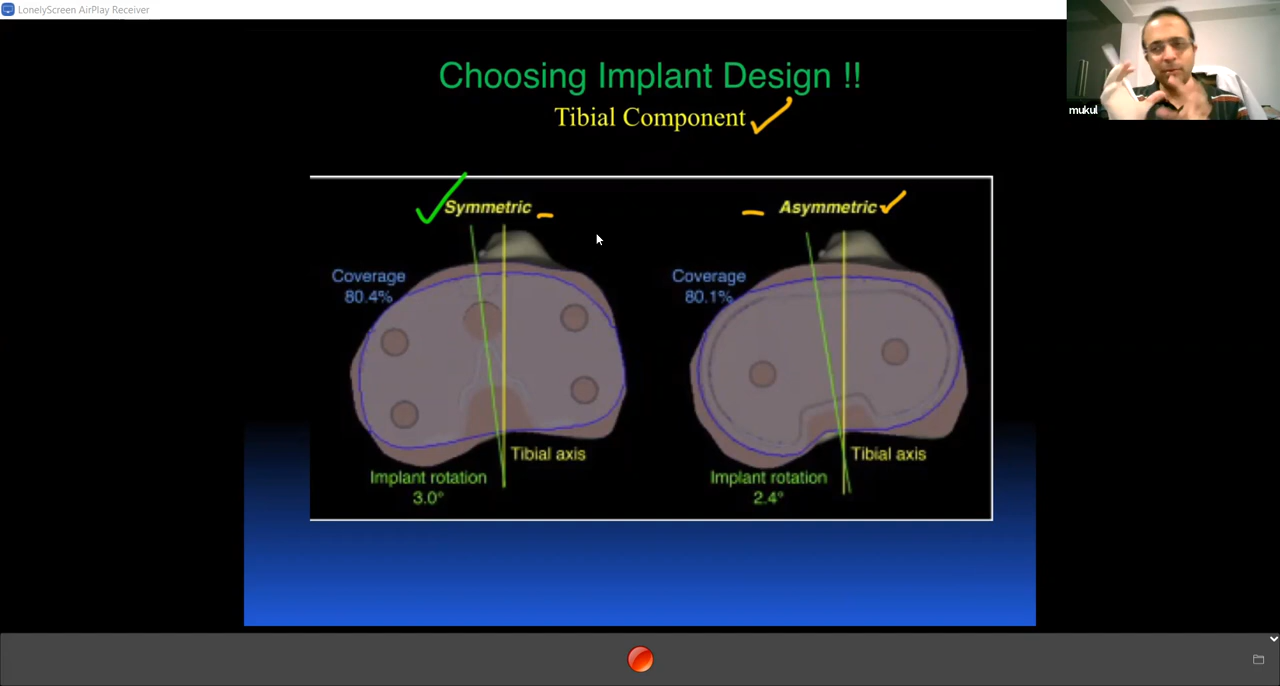 LonelyScreen AirPlay Receiver
mukul
Choosing Implant Design !!
Tibial Component
Symmetric
Asymmetric
Coverage
80.4%
Coverage
80.1%
Tibial axis
Tibial axis
Implant rotation
3.0°
Implant rotation
2.4°